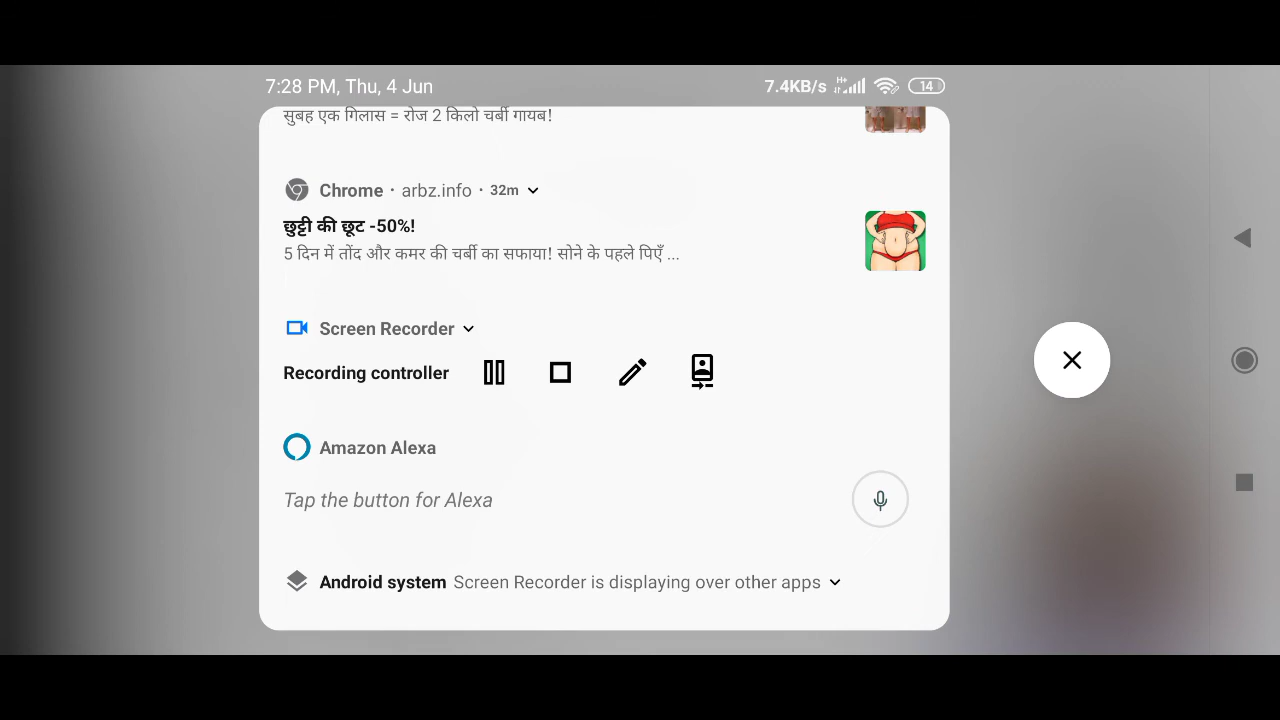 7:28 PM, Thu, 4 Jun 7.4KB/s H+ 14
सुबह एक गिलास = रोज 2 किलो चर्बी गायब!
Chrome · arbz.info · 32m
छुट्टी की छूट -50%!
5 दिन में तोंद और कमर की चर्बी का सफाया! सोने के पहले पिएँ ...
Screen Recorder
Recording controller
Amazon Alexa
Tap the button for Alexa
Android system Screen Recorder is displaying over other apps